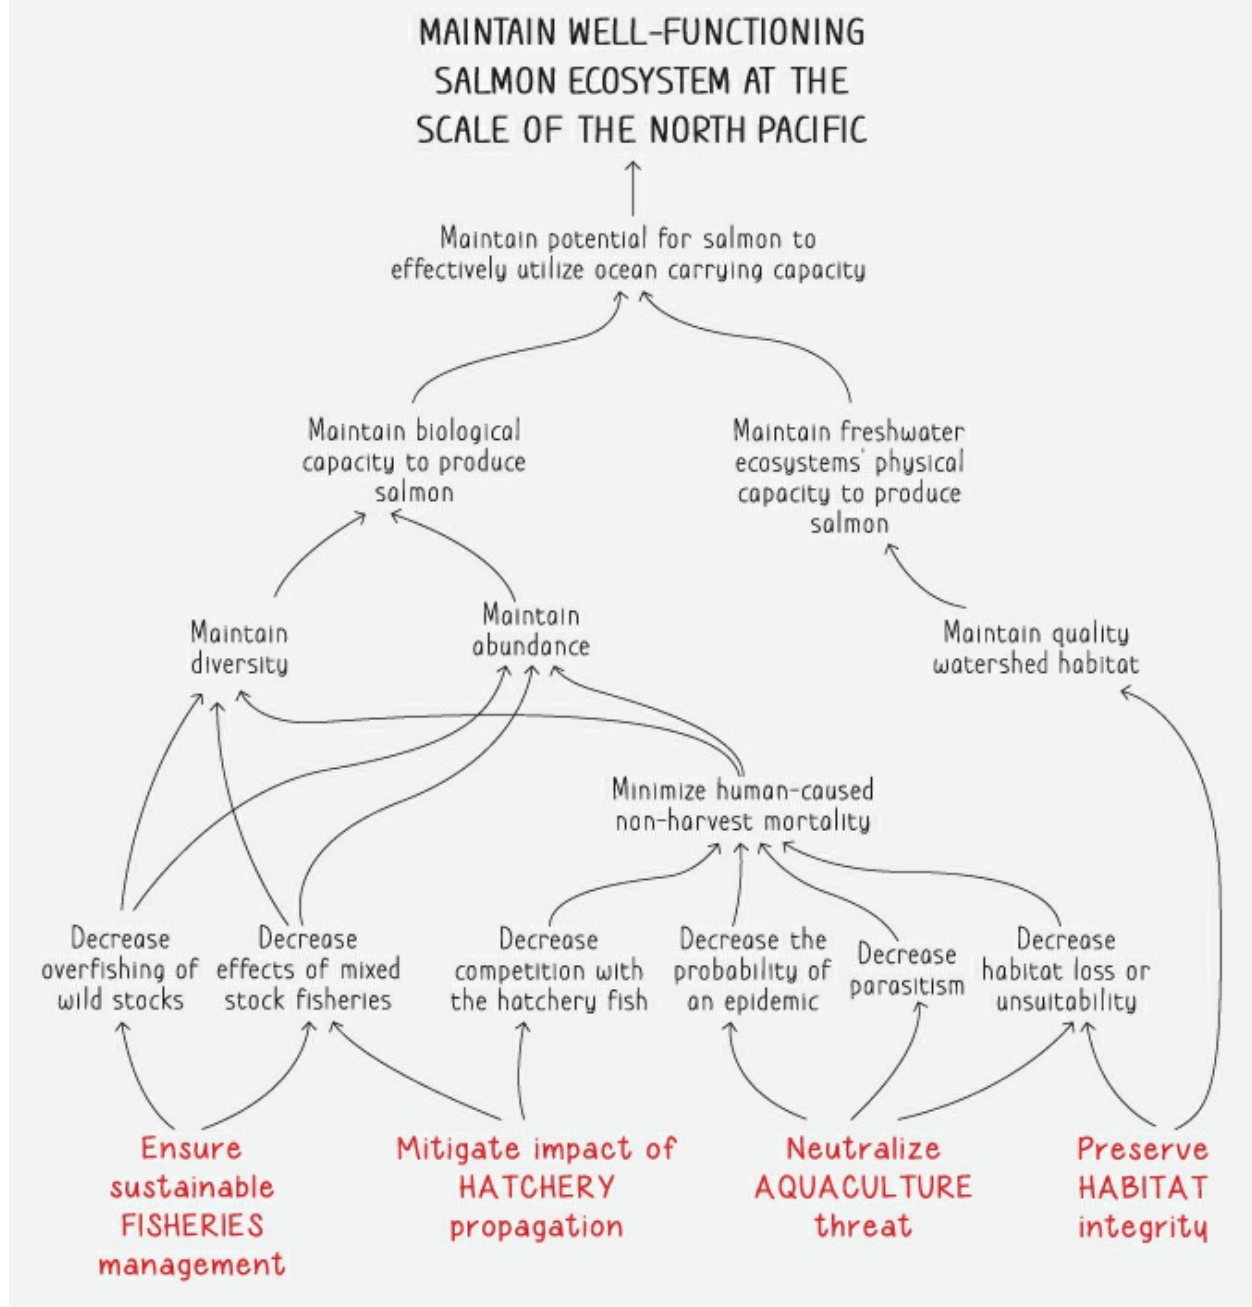 MAINTAIN WELL-FUNCTIONING
SALMON ECOSYSTEM AT THE
SCALE OF THE NORTH PACIFIC
Maintain potential for salmon to
effectively utilize ocean carrying capacity
Maintain biological
capacity to produce
salmon
Maintain freshwater
ecosystems' physical
capacity to produce
salmon
Maintain
diversity
Maintain
abundance
Maintain quality
watershed habitat
Minimize human-caused
non-harvest mortality
Decrease
overfishing of
wild stocks
Decrease
effects of mixed
stock fisheries
Decrease
competition with
the hatchery fish
Decrease the
probability of
an epidemic
Decrease
parasitism
Decrease
habitat loss or
unsuitability
Ensure
sustainable
FISHERIES
management
Mitigate impact of
HATCHERY
propagation
Neutralize
AQUACULTURE
threat
Preserve
HABITAT
integrity